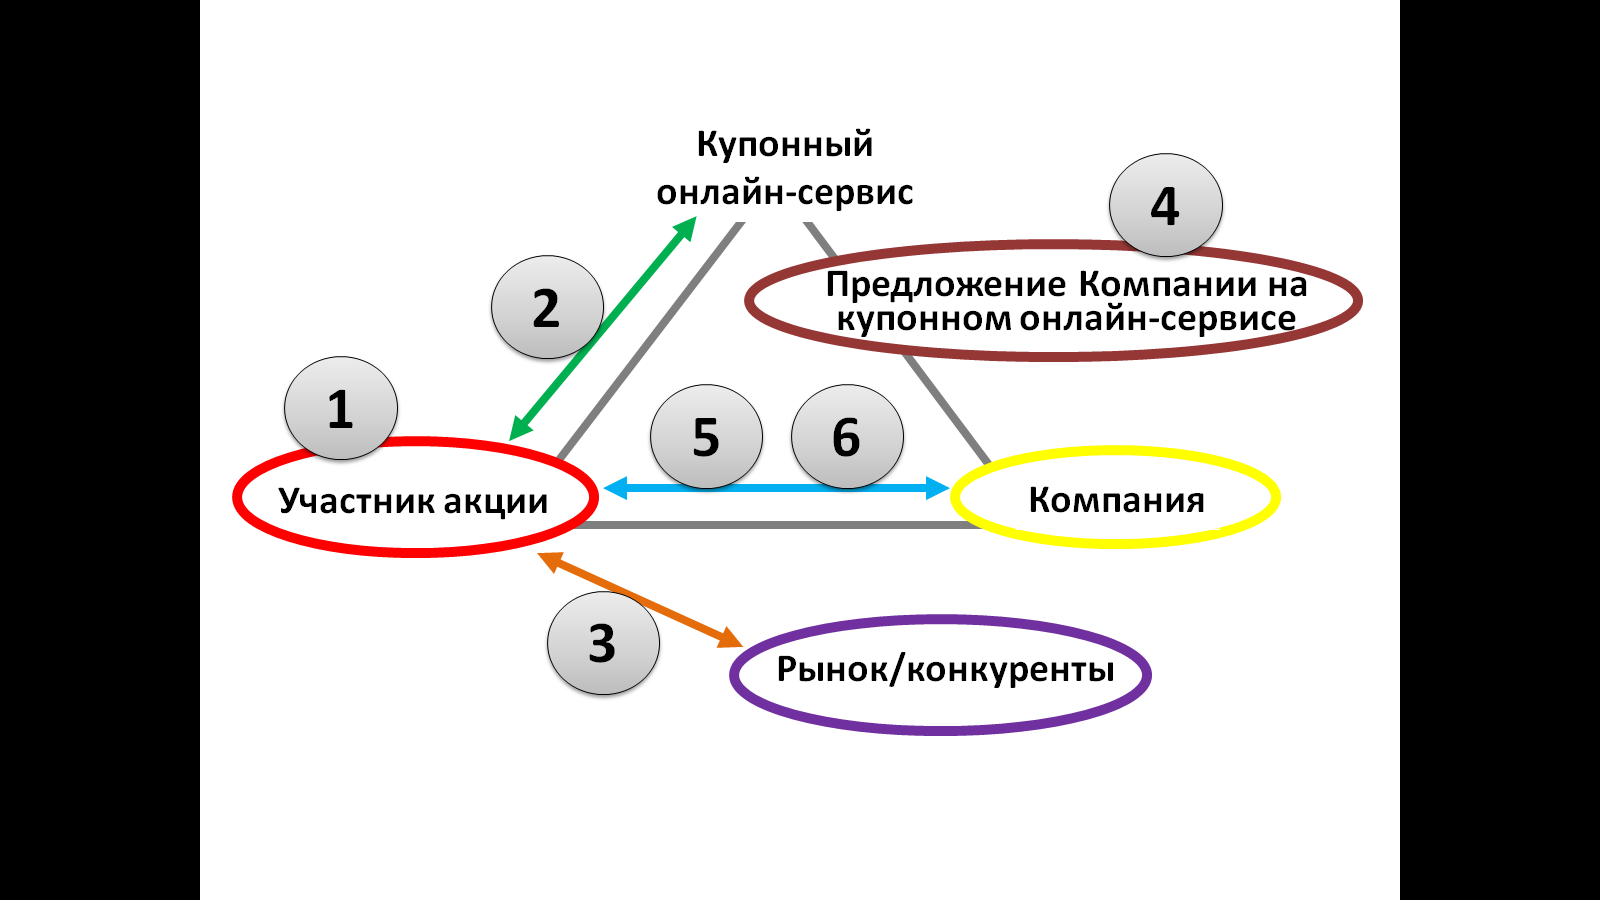 Купонный
онлайн-сервис
4
Предложение Компании на
купонном онлайн-сервисе
2
1
5
6
Участник акции
Компания
3
Рынок/конкуренты